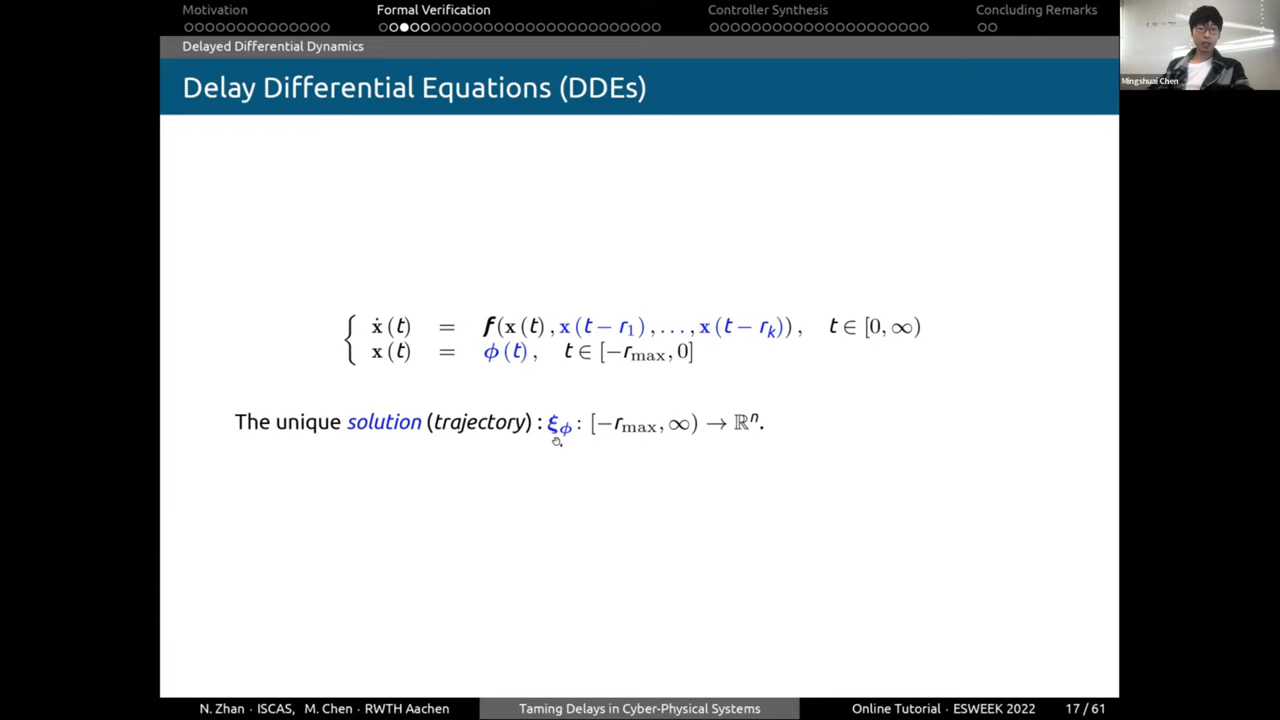 Motivation Formal Verification Controller Synthesis Concluding Remarks
Delayed Differential Dynamics
Delay Differential Equations (DDEs)
Mingshuai Chen
ẋ(t) = f(x(t), x(t − r₁), …, x(t − rₖ)), t ∈ [0, ∞)
x(t) = ϕ(t), t ∈ [−r_max, 0]
The unique solution (trajectory) : ξ_ϕ : [−r_max, ∞) → ℝⁿ.
N. Zhan · ISCAS, M. Chen · RWTH Aachen Taming Delays in Cyber-Physical Systems Online Tutorial · ESWEEK 2022 17 / 61